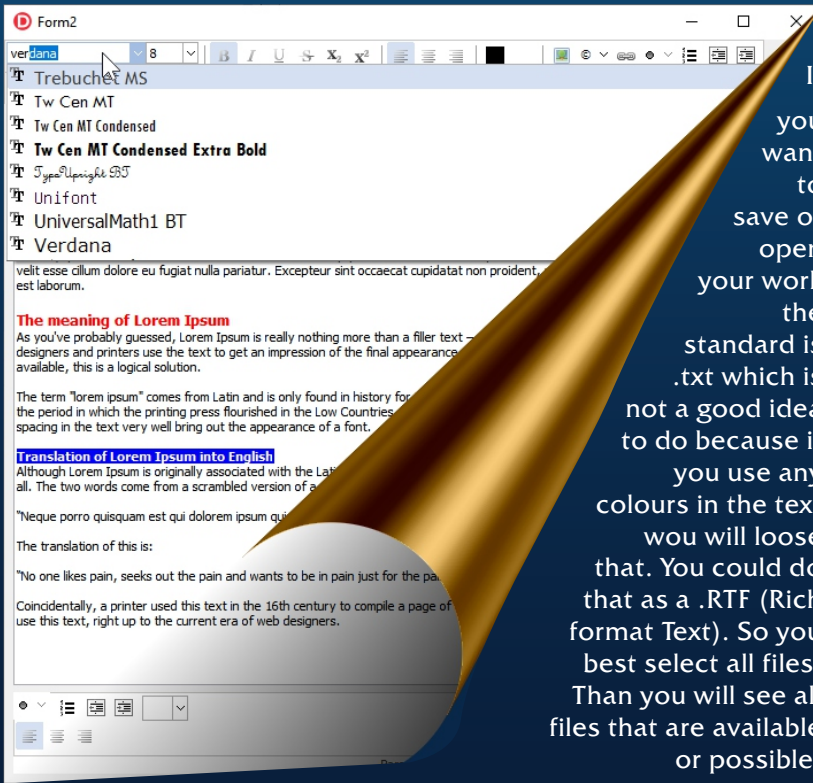 Form2
verdana 8 B I U S X₂ X²
Trebuchet MS
Tw Cen MT
Tw Cen MT Condensed
Tw Cen MT Condensed Extra Bold
TypoUpright BT
Unifont
UniversalMath1 BT
Verdana
velit esse cillum dolore eu fugiat nulla pariatur. Excepteur sint occaecat cupidatat non proident,
est laborum.
The meaning of Lorem Ipsum
As you've probably guessed, Lorem Ipsum is really nothing more than a filler text –
designers and printers use the text to get an impression of the final appearance
available, this is a logical solution.
The term "lorem ipsum" comes from Latin and is only found in history for
the period in which the printing press flourished in the Low Countries
spacing in the text very well bring out the appearance of a font.
Translation of Lorem Ipsum into English
Although Lorem Ipsum is originally associated with the Lati
all. The two words come from a scrambled version of a
"Neque porro quisquam est qui dolorem ipsum qui
The translation of this is:
"No one likes pain, seeks out the pain and wants to be in pain just for the pa
Coincidentally, a printer used this text in the 16th century to compile a page of
use this text, right up to the current era of web designers.
I
you
wan
to
save o
open
your work
the
standard is
.txt which is
not a good idea
to do because i
you use any
colours in the tex
wou will loose
that. You could do
that as a .RTF (Rich
format Text). So you
best select all files
Than you will see al
files that are available
or possible